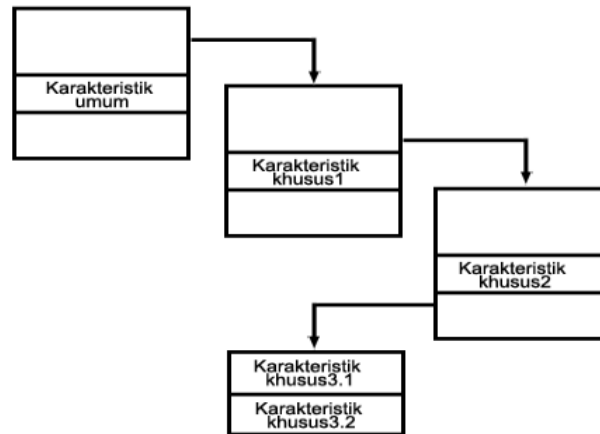 Karakteristik
umum
Karakteristik
khusus1
Karakteristik
khusus2
Karakteristik
khusus3.1
Karakteristik
khusus3.2